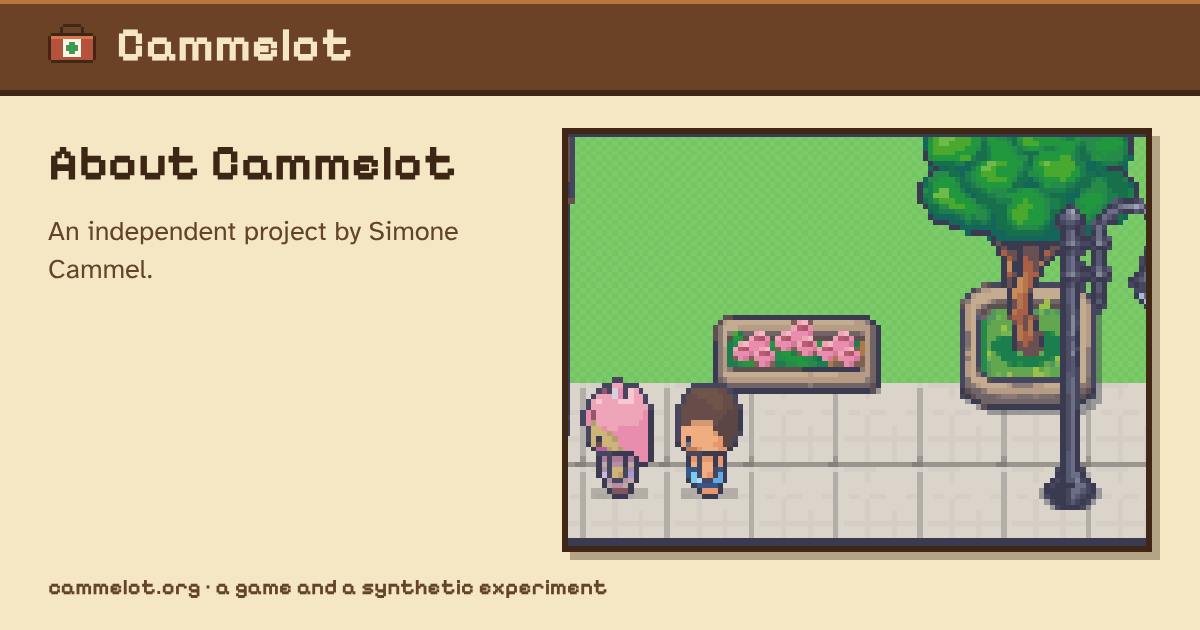 Cammelot
About Cammelot
An independent project by Simone
Cammel.
cammelot.org · a game and a synthetic experiment